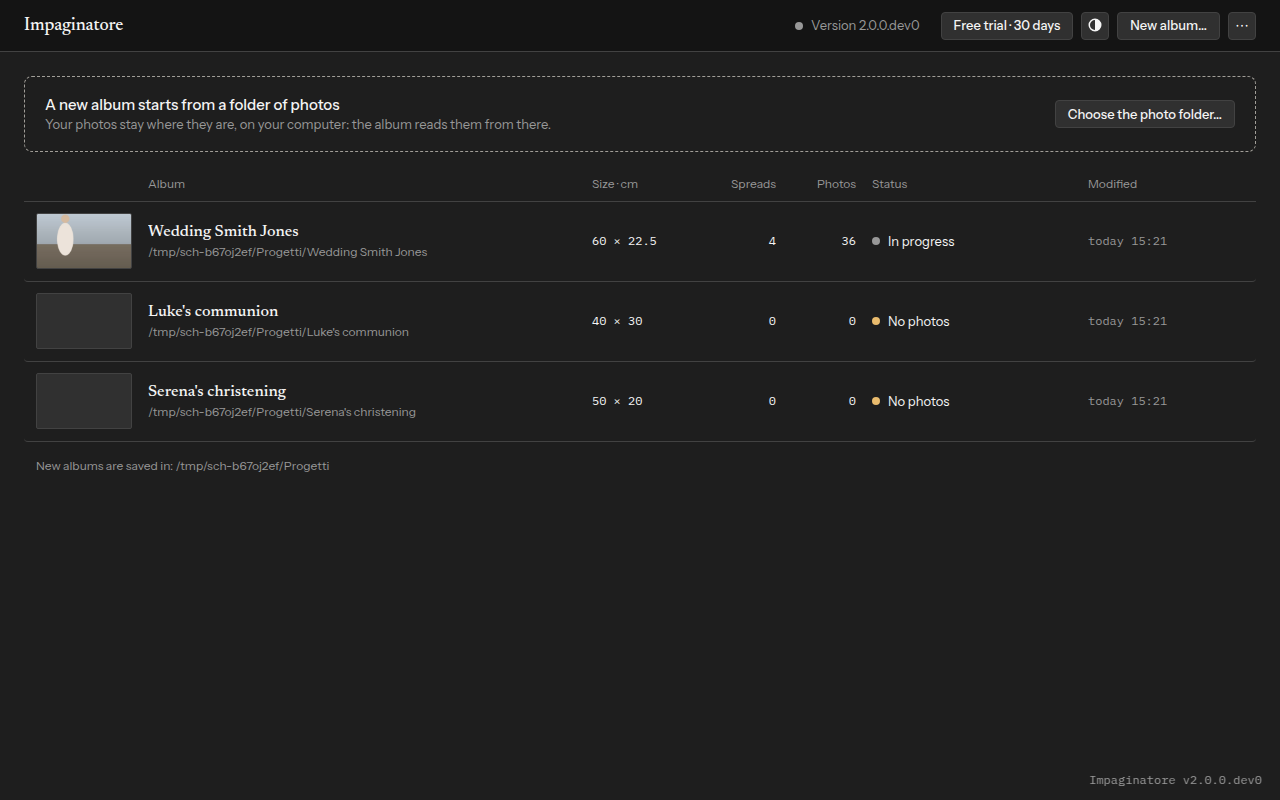 Impaginatore
Version 2.0.0.dev0
Free trial · 30 days
New album…
⋯
A new album starts from a folder of photos
Your photos stay where they are, on your computer: the album reads them from there.
Choose the photo folder…
Album Size · cm Spreads Photos Status Modified
Wedding Smith Jones
/tmp/sch-b67oj2ef/Progetti/Wedding Smith Jones
60 × 22.5 4 36 In progress today 15:21
Luke's communion
/tmp/sch-b67oj2ef/Progetti/Luke's communion
40 × 30 0 0 No photos today 15:21
Serena's christening
/tmp/sch-b67oj2ef/Progetti/Serena's christening
50 × 20 0 0 No photos today 15:21
New albums are saved in: /tmp/sch-b67oj2ef/Progetti
Impaginatore v2.0.0.dev0